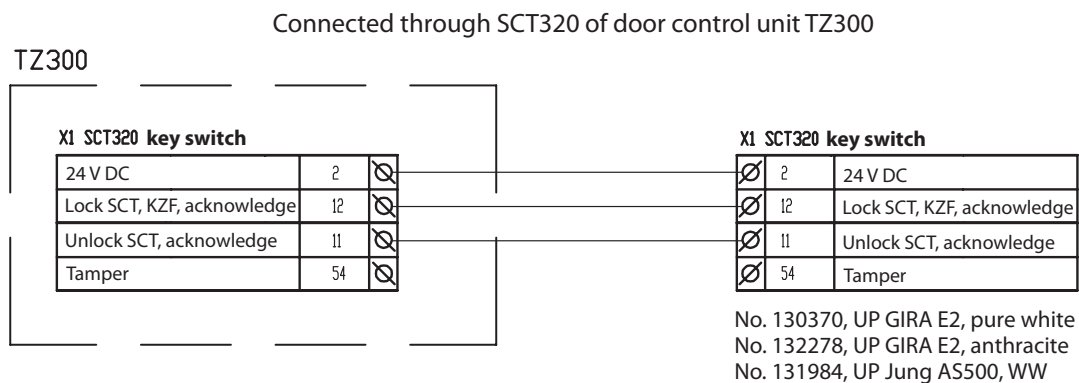 Connected through SCT320 of door control unit TZ300
TZ300
X1 SCT320 key switch
24 V DC 2
Lock SCT, KZF, acknowledge 12
Unlock SCT, acknowledge 11
Tamper 54
X1 SCT320 key switch
2 24 V DC
12 Lock SCT, KZF, acknowledge
11 Unlock SCT, acknowledge
54 Tamper
No. 130370, UP GIRA E2, pure white
No. 132278, UP GIRA E2, anthracite
No. 131984, UP Jung AS500, WW